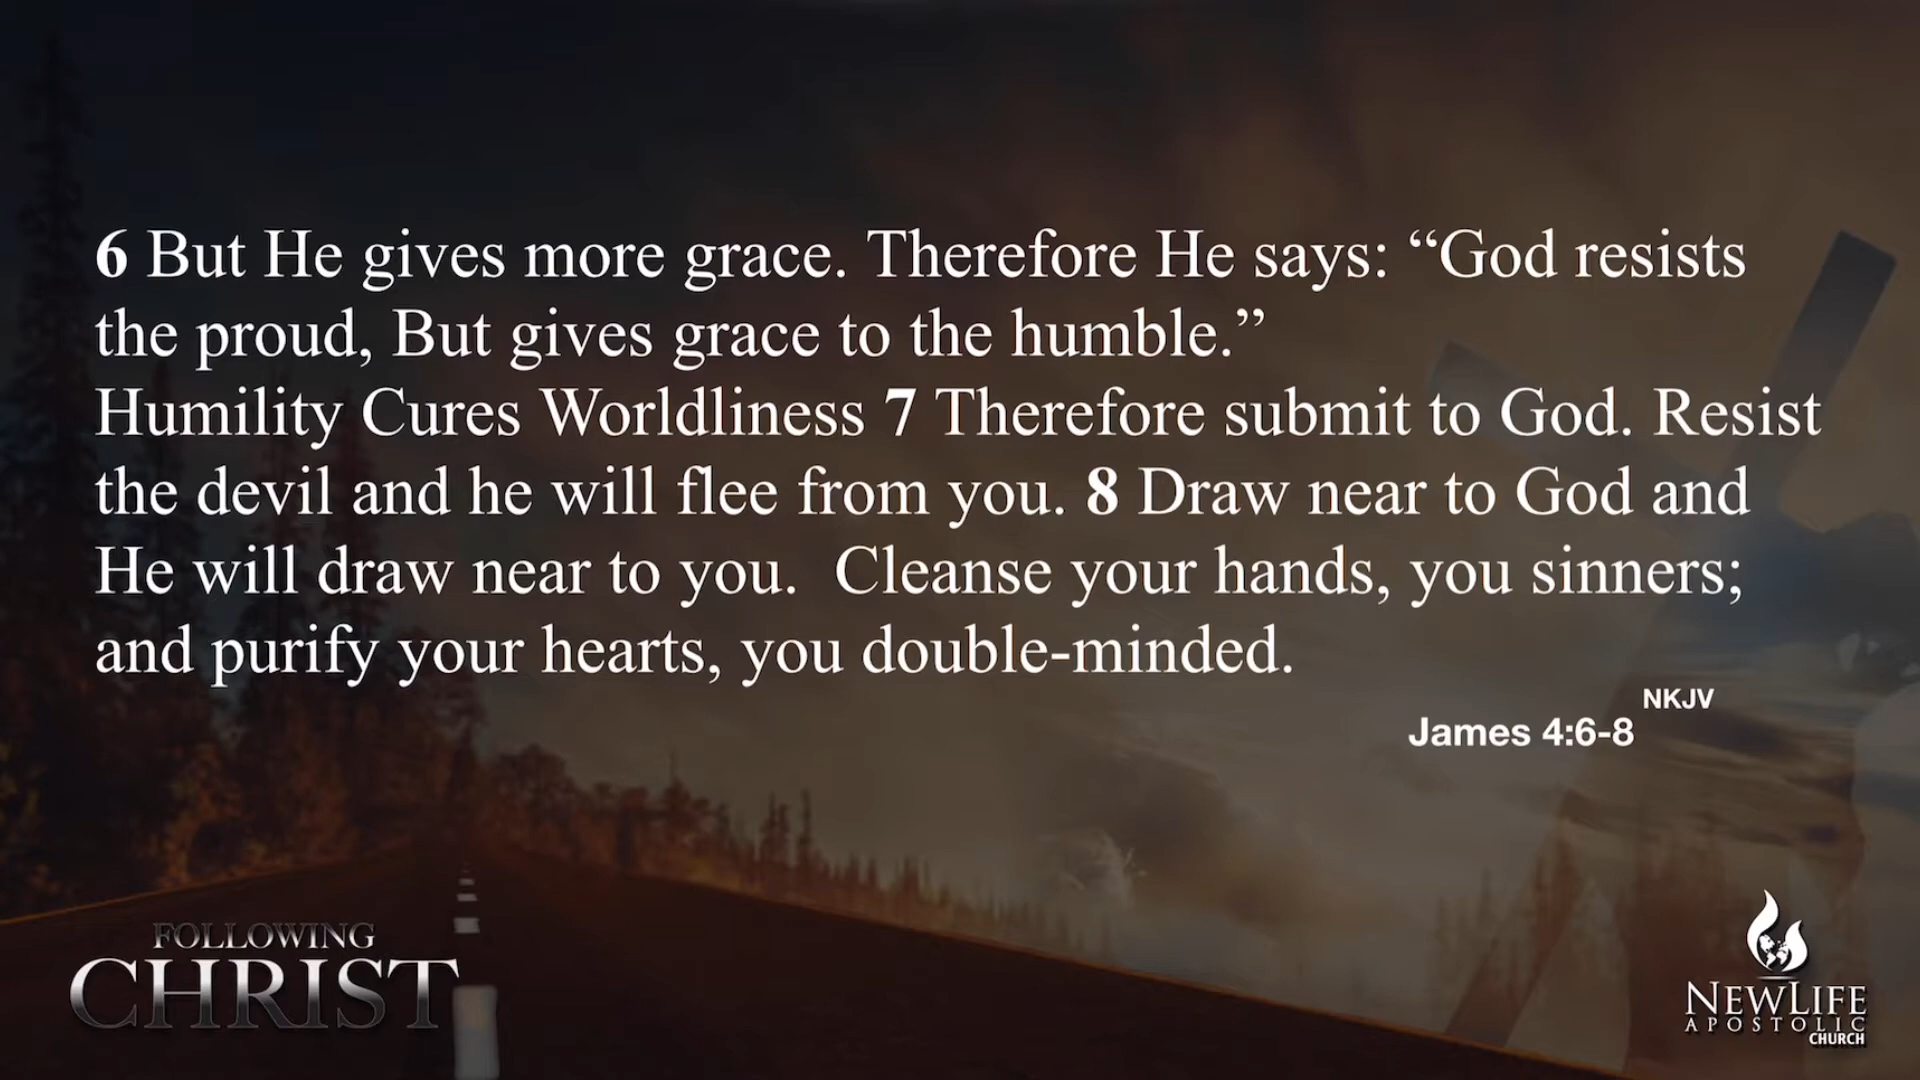 6 But He gives more grace. Therefore He says: “God resists
the proud, But gives grace to the humble.”
Humility Cures Worldliness 7 Therefore submit to God. Resist
the devil and he will flee from you. 8 Draw near to God and
He will draw near to you.  Cleanse your hands, you sinners;
and purify your hearts, you double-minded.
NKJV
James 4:6-8
FOLLOWING
CHRIST
NEWLIFE
APOSTOLIC
CHURCH